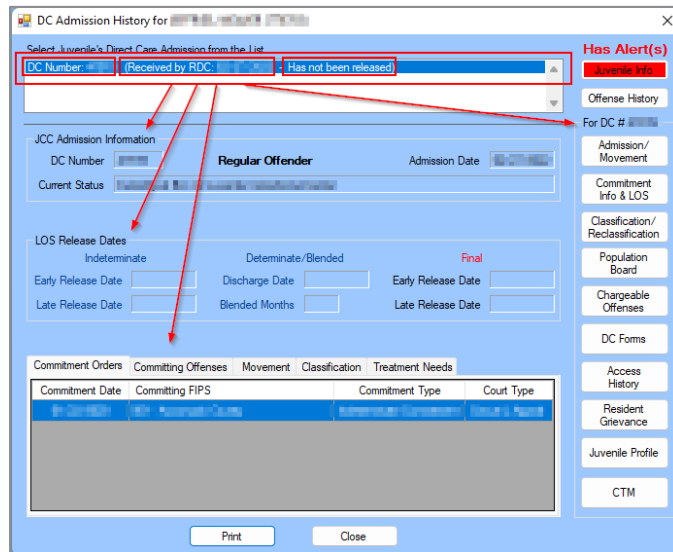 DC Admission History for
Select Juvenile's Direct Care Admission from the List
Has Alert(s)
DC Number: (Received by RDC: - Has not been released)
Juvenile Info
Offense History
For DC #
JCC Admission Information
DC Number Regular Offender Admission Date
Current Status
Admission/
Movement
Commitment
Info & LOS
Classification/
Reclassification
Population
Board
Chargeable
Offenses
DC Forms
Access
History
Resident
Grievance
Juvenile Profile
CTM
LOS Release Dates
Indeterminate Determinate/Blended Final
Early Release Date Discharge Date Early Release Date
Late Release Date Blended Months Late Release Date
Commitment Orders Committing Offenses Movement Classification Treatment Needs
Commitment Date Committing FIPS Commitment Type Court Type
Print Close